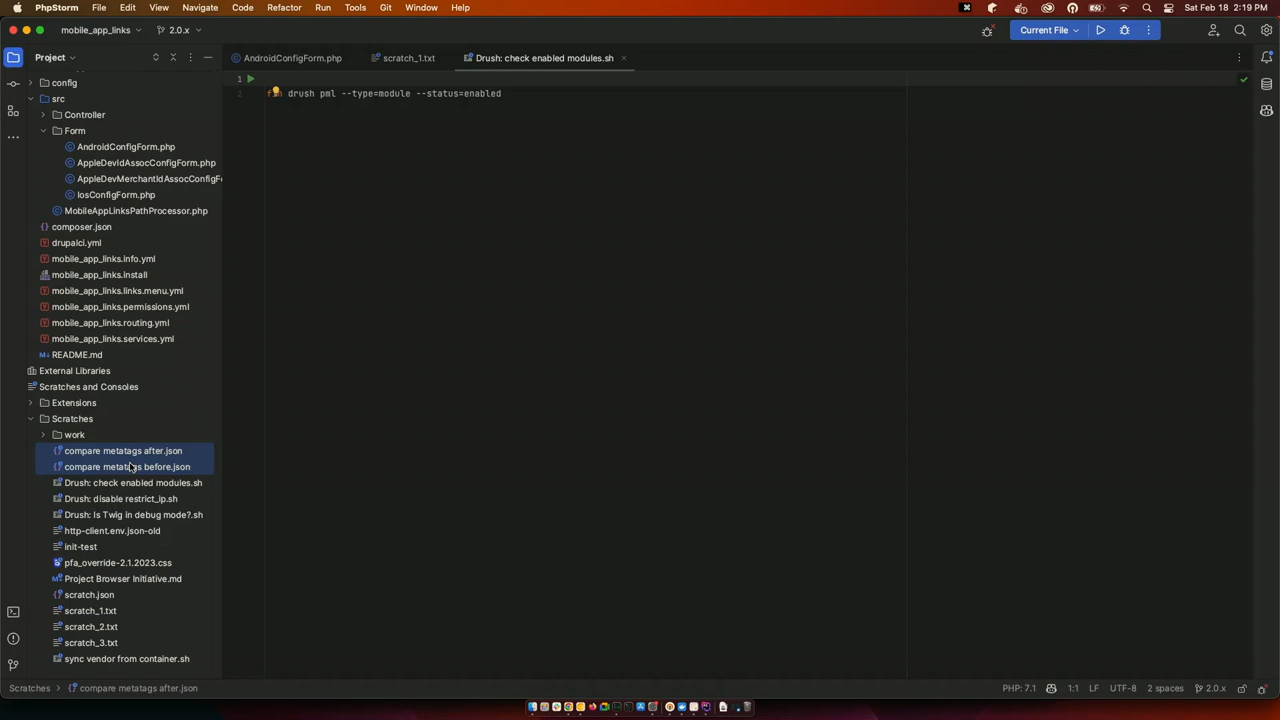 PhpStorm File Edit View Navigate Code Refactor Run Tools Git Window Help Sat Feb 18 2:19 PM
mobile_app_links 2.0.x Current File
Project AndroidConfigForm.php scratch_1.txt Drush: check enabled modules.sh
config
1
src
2 drush pml --type=module --status=enabled
Controller
Form
AndroidConfigForm.php
AppleDevIdAssocConfigForm.php
AppleDevMerchantIdAssocConfigF
IosConfigForm.php
MobileAppLinksPathProcessor.php
composer.json
drupalci.yml
mobile_app_links.info.yml
mobile_app_links.install
mobile_app_links.links.menu.yml
mobile_app_links.permissions.yml
mobile_app_links.routing.yml
mobile_app_links.services.yml
README.md
External Libraries
Scratches and Consoles
Extensions
Scratches
work
compare metatags after.json
compare metatags before.json
Drush: check enabled modules.sh
Drush: disable restrict_ip.sh
Drush: Is Twig in debug mode?.sh
http-client.env.json-old
init-test
pfa_override-2.1.2023.css
Project Browser Initiative.md
scratch.json
scratch_1.txt
scratch_2.txt
scratch_3.txt
sync vendor from container.sh
Scratches compare metatags after.json PHP: 7.1 1:1 LF UTF-8 2 spaces 2.0.x